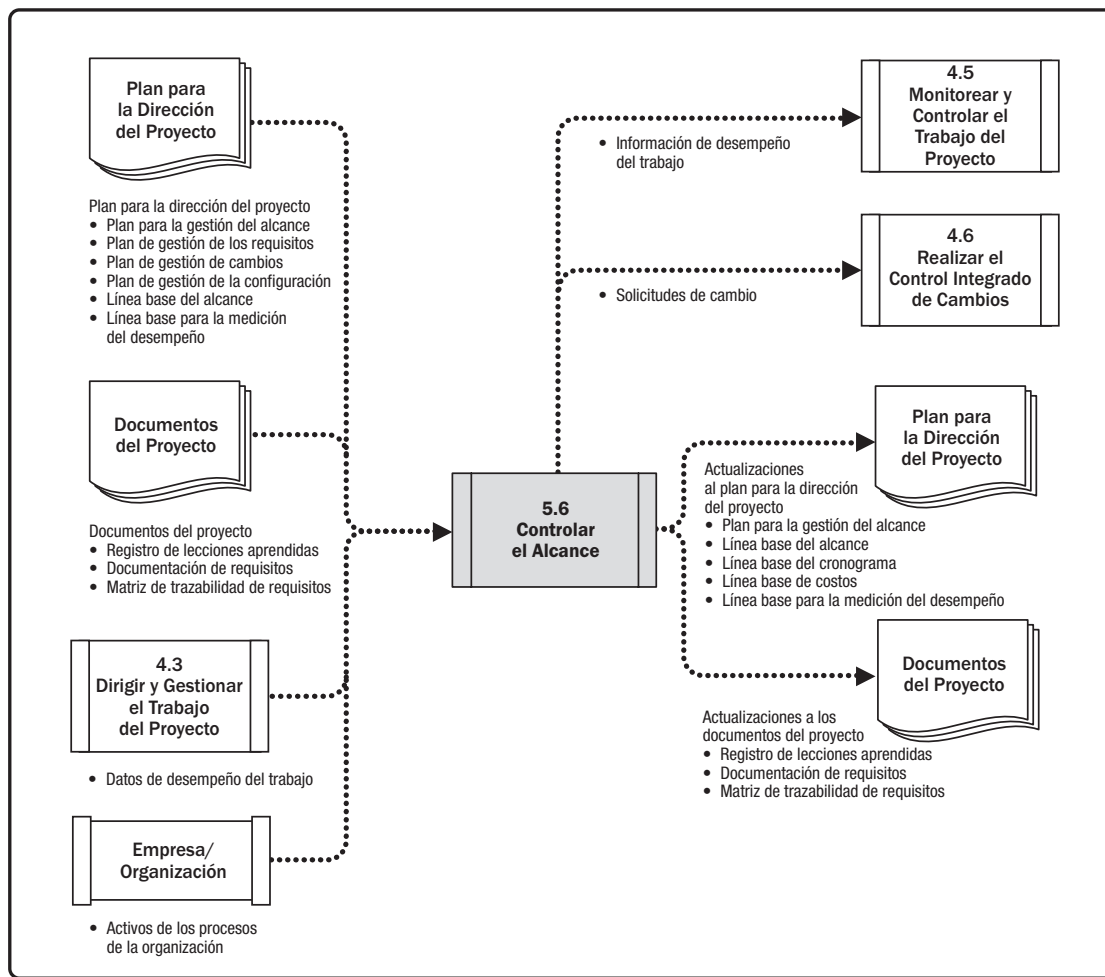 Plan para
la Dirección
del Proyecto
Plan para la dirección del proyecto
• Plan para la gestión del alcance
• Plan de gestión de los requisitos
• Plan de gestión de cambios
• Plan de gestión de la configuración
• Línea base del alcance
• Línea base para la medición
del desempeño
Documentos
del Proyecto
Documentos del proyecto
• Registro de lecciones aprendidas
• Documentación de requisitos
• Matriz de trazabilidad de requisitos
4.3
Dirigir y Gestionar
el Trabajo
del Proyecto
• Datos de desempeño del trabajo
Empresa/
Organización
• Activos de los procesos
de la organización
5.6
Controlar
el Alcance
• Información de desempeño
del trabajo
4.5
Monitorear y
Controlar el
Trabajo del
Proyecto
• Solicitudes de cambio
4.6
Realizar el
Control Integrado
de Cambios
Plan para
la Dirección
del Proyecto
Actualizaciones
al plan para la dirección
del proyecto
• Plan para la gestión del alcance
• Línea base del alcance
• Línea base del cronograma
• Línea base de costos
• Línea base para la medición del desempeño
Documentos
del Proyecto
Actualizaciones a los
documentos del proyecto
• Registro de lecciones aprendidas
• Documentación de requisitos
• Matriz de trazabilidad de requisitos